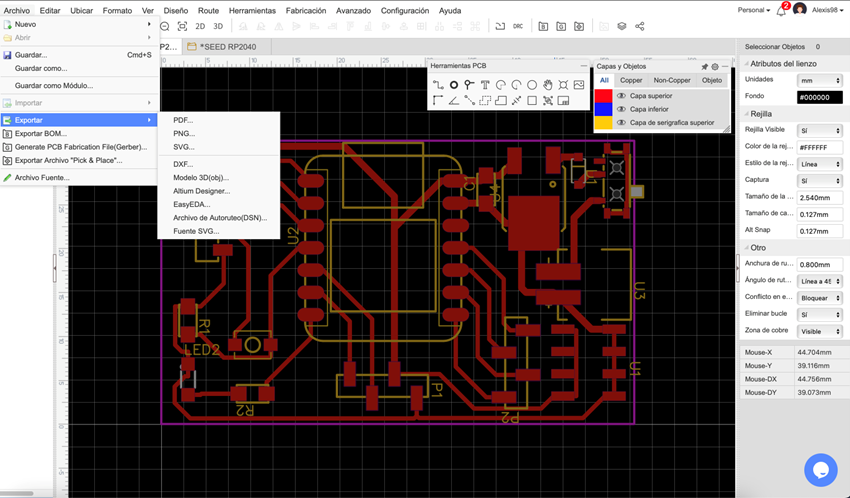 Archivo Editar Ubicar Formato Ver Diseño Route Herramientas Fabricación Avanzado Configuración Ayuda
Personal 2 Alexis98
Nuevo
Abrir
Guardar... Cmd+S
Guardar como...
Guardar como Módulo...
Importar
Exportar
Exportar BOM...
Generate PCB Fabrication File(Gerber)...
Exportar Archivo "Pick & Place"...
Archivo Fuente...
PDF...
PNG...
SVG...
DXF...
Modelo 3D(obj)...
Altium Designer...
EasyEDA...
Archivo de Autoruteo(DSN)...
Fuente SVG...
2D 3D
DRC
P2... *SEED RP2040
Herramientas PCB
Capas y Objetos
All Copper Non-Copper Objeto
Capa superior
Capa inferior
Capa de serigrafica superior
U2
R1
LED2
R2
P1
P2
U3
U1
Seleccionar Objetos 0
Atributos del lienzo
Unidades mm
Fondo #000000
Rejilla
Rejilla Visible Sí
Color de la rej... #FFFFFF
Estilo de la rej... Línea
Captura Sí
Tamaño de la ... 2.540mm
Tamaño de ca... 0.127mm
Alt Snap 0.127mm
Otro
Anchura de ru... 0.800mm
Ángulo de rut... Línea a 45
Conflicto en e... Bloquear
Eliminar bucle Sí
Zona de cobre Visible
Mouse-X 44.704mm
Mouse-Y 39.116mm
Mouse-DX 44.756mm
Mouse-DY 39.073mm